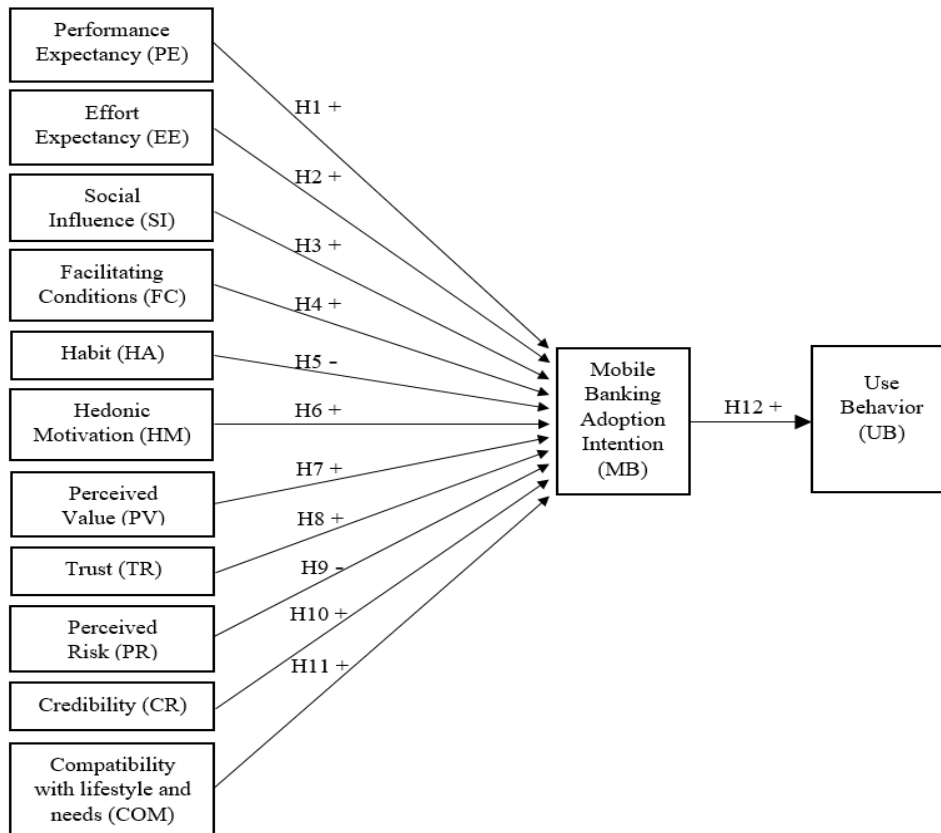 Performance
Expectancy (PE)
Effort
Expectancy (EE)
Social
Influence (SI)
Facilitating
Conditions (FC)
Habit (HA)
Hedonic
Motivation (HM)
Perceived
Value (PV)
Trust (TR)
Perceived
Risk (PR)
Credibility (CR)
Compatibility
with lifestyle and
needs (COM)
H1 +
H2 +
H3 +
H4 +
H5 -
H6 +
H7 +
H8 +
H9 -
H10 +
H11 +
Mobile
Banking
Adoption
Intention
(MB)
H12 +
Use
Behavior
(UB)